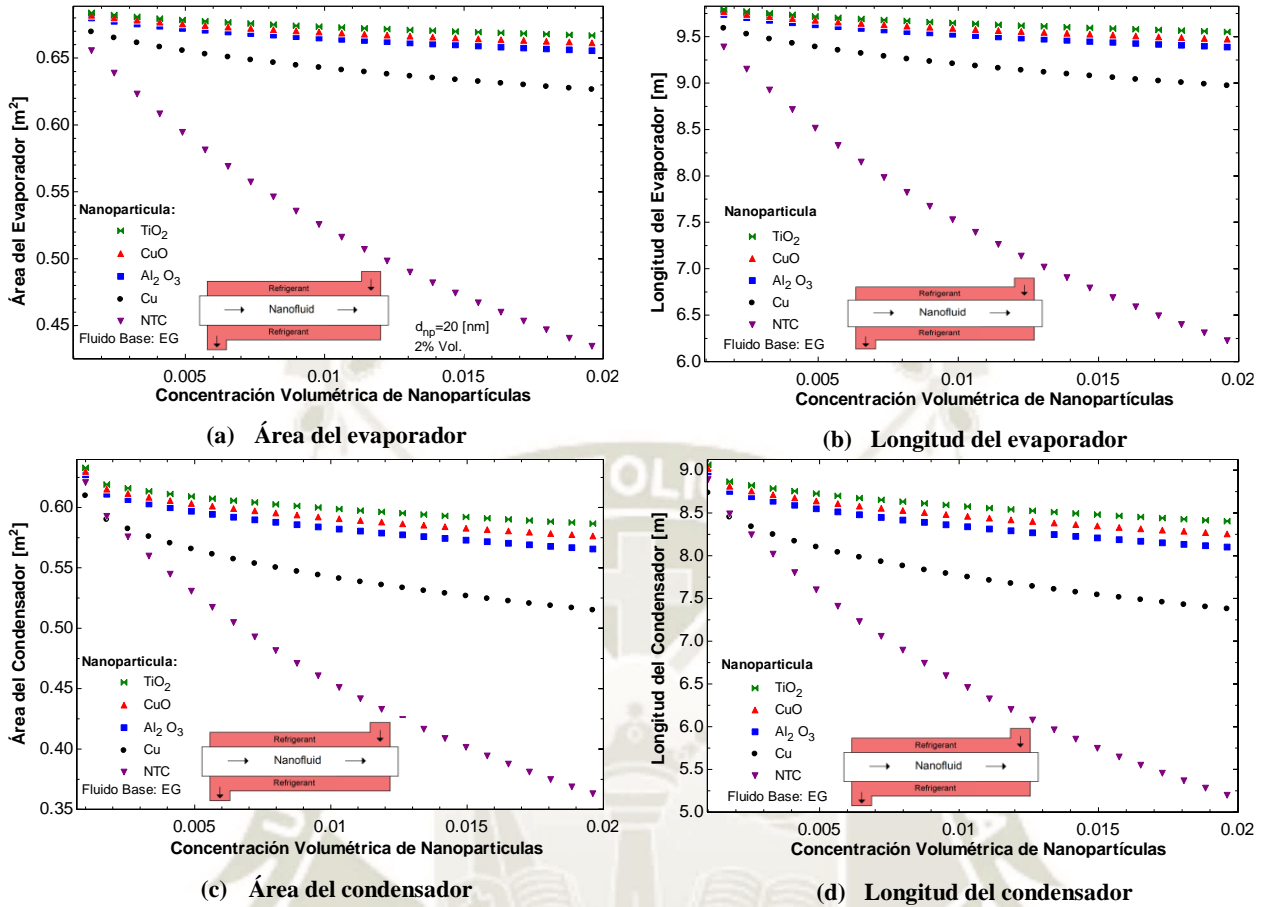 Área del Evaporador [m²]
0.65
0.60
0.55
0.50
0.45
Nanoparticula:
TiO₂
CuO
Al₂ O₃
Cu
NTC
Fluido Base: EG
Refrigerant
Nanofluid
Refrigerant
dnp=20 [nm]
2% Vol.
0.005 0.01 0.015 0.02
Concentración Volumétrica de Nanopartículas
(a) Área del evaporador
Longitud del Evaporador [m]
9.5
9.0
8.5
8.0
7.5
7.0
6.5
6.0
Nanoparticula
TiO₂
CuO
Al₂ O₃
Cu
NTC
Fluido Base: EG
Refrigerant
Nanofluid
Refrigerant
0.005 0.01 0.015 0.02
Concentración Volumétrica de Nanopartículas
(b) Longitud del evaporador
Área del Condensador [m²]
0.60
0.55
0.50
0.45
0.40
0.35
Nanoparticula:
TiO₂
CuO
Al₂ O₃
Cu
NTC
Fluido Base: EG
Refrigerant
Nanofluid
Refrigerant
0.005 0.01 0.015 0.02
Concentración Volumétrica de Nanopartículas
(c) Área del condensador
Longitud del Condensador [m]
9.0
8.5
8.0
7.5
7.0
6.5
6.0
5.5
5.0
Nanoparticula
TiO₂
CuO
Al₂ O₃
Cu
NTC
Fluido Base: EG
Refrigerant
Nanofluid
Refrigerant
0.005 0.01 0.015 0.02
Concentración Volumétrica de Nanopartículas
(d) Longitud del condensador